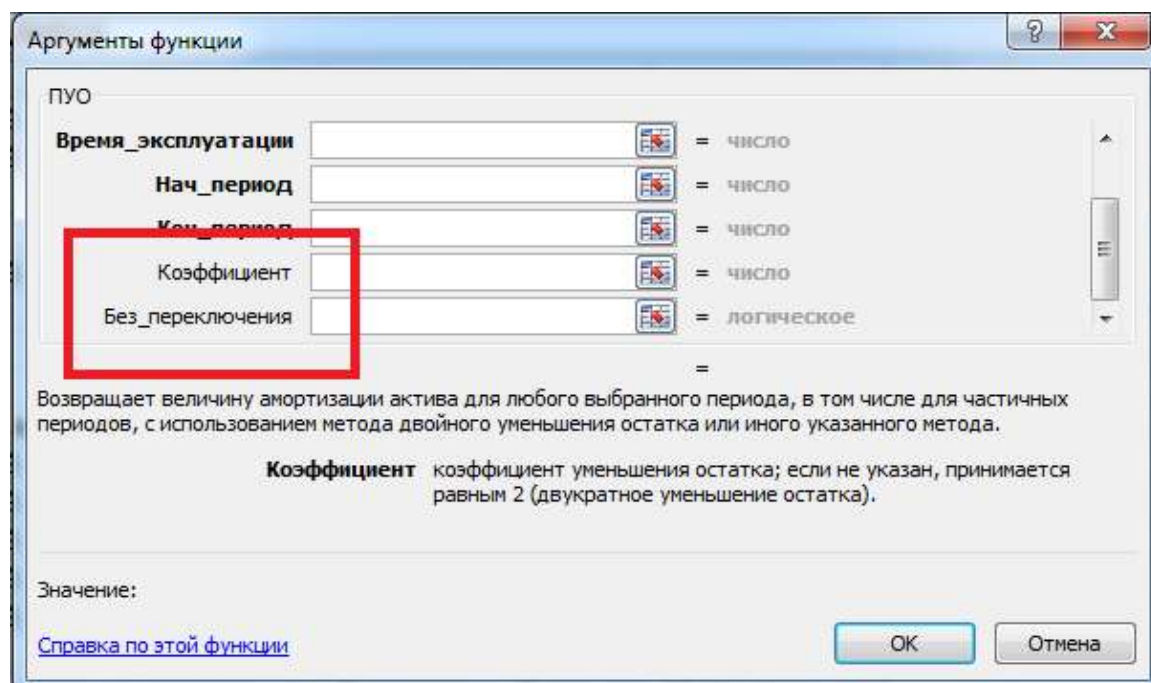 Аргументы функции
ПУО
Время_эксплуатации = число
Нач_период = число
Кон_период = число
Коэффициент = число
Без_переключения = логическое
=
Возвращает величину амортизации актива для любого выбранного периода, в том числе для частичных
периодов, с использованием метода двойного уменьшения остатка или иного указанного метода.
Коэффициент коэффициент уменьшения остатка; если не указан, принимается
равным 2 (двукратное уменьшение остатка).
Значение:
Справка по этой функции
ОК
Отмена